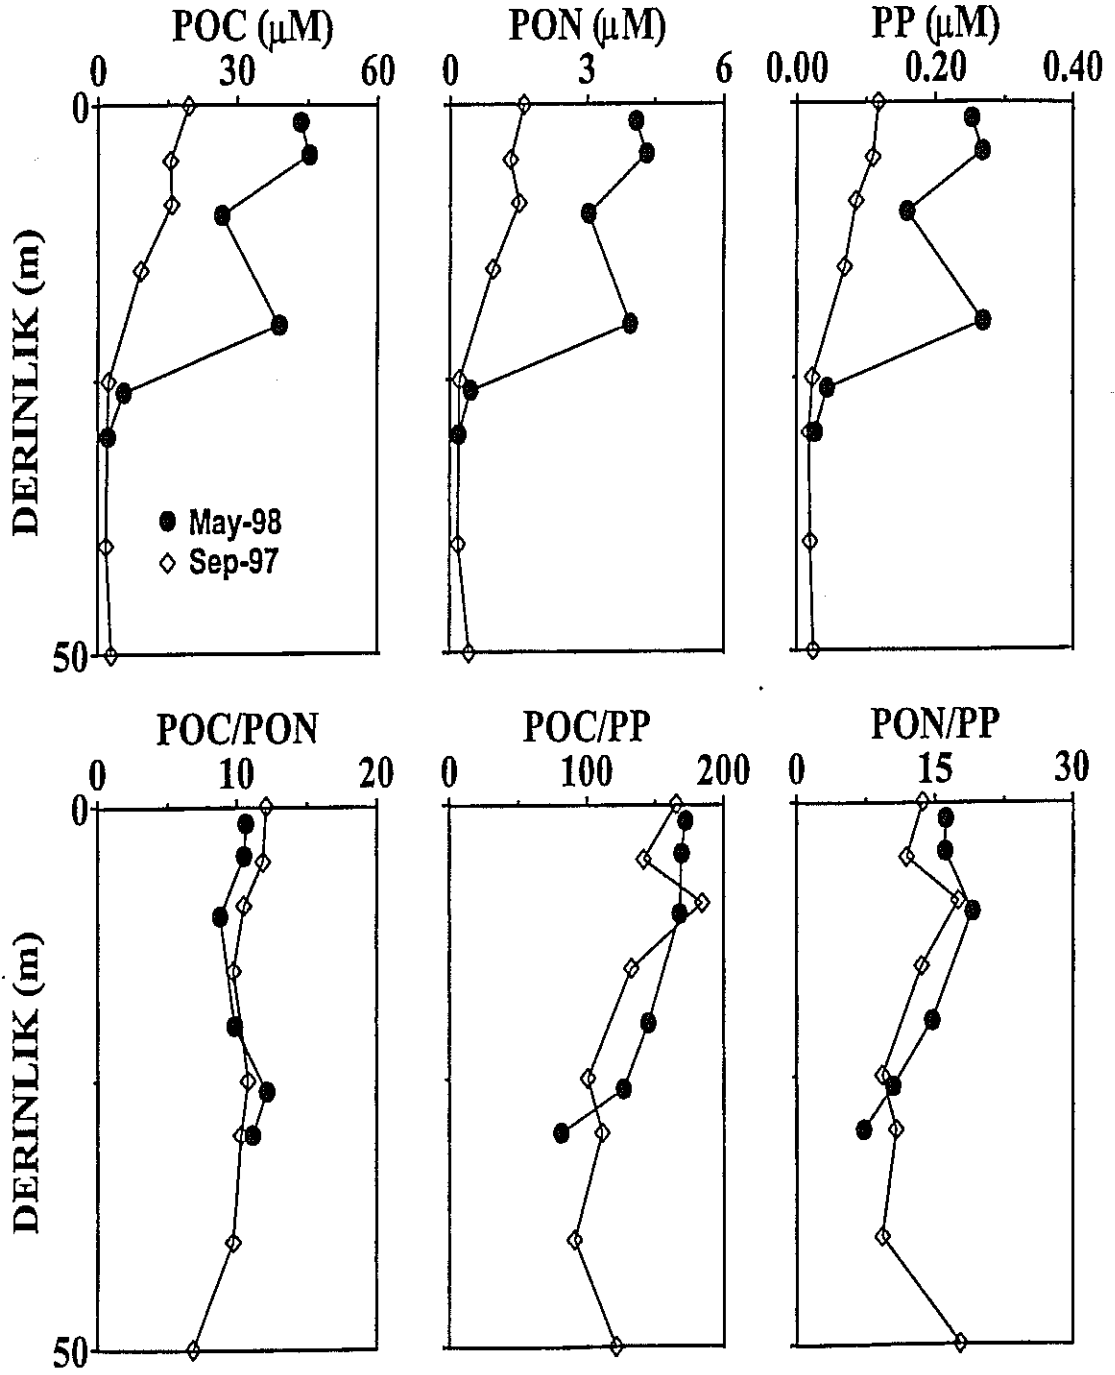 POC (μM) PON (μM) PP (μM)
0 30 60 0 3 6 0.00 0.20 0.40
0
DERINLIK (m)
May-98
Sep-97
50
POC/PON POC/PP PON/PP
0 10 20 0 100 200 0 15 30
0
DERINLIK (m)
50